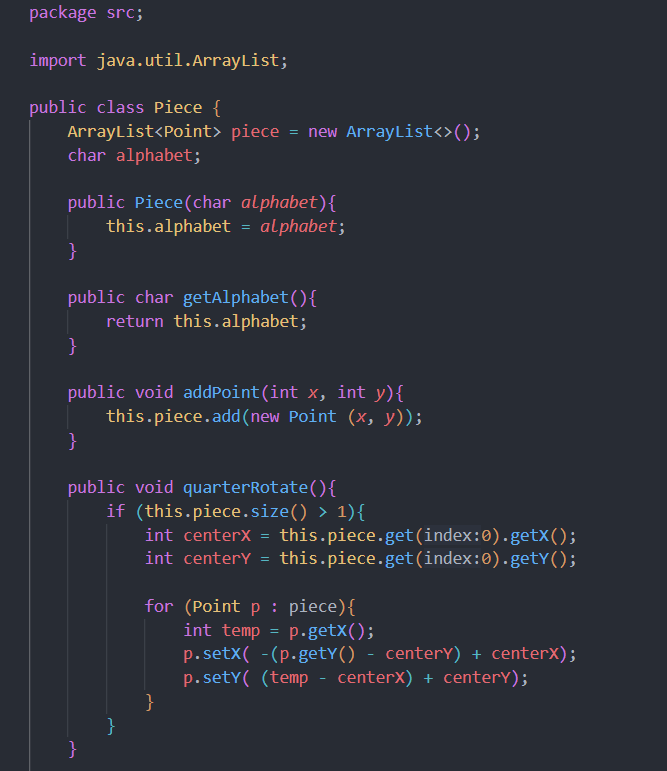 package src;
import java.util.ArrayList;
public class Piece {
ArrayList<Point> piece = new ArrayList<>();
char alphabet;
public Piece(char alphabet){
this.alphabet = alphabet;
}
public char getAlphabet(){
return this.alphabet;
}
public void addPoint(int x, int y){
this.piece.add(new Point (x, y));
}
public void quarterRotate(){
if (this.piece.size() > 1){
int centerX = this.piece.get(index:0).getX();
int centerY = this.piece.get(index:0).getY();
for (Point p : piece){
int temp = p.getX();
p.setX( -(p.getY() - centerY) + centerX);
p.setY( (temp - centerX) + centerY);
}
}
}